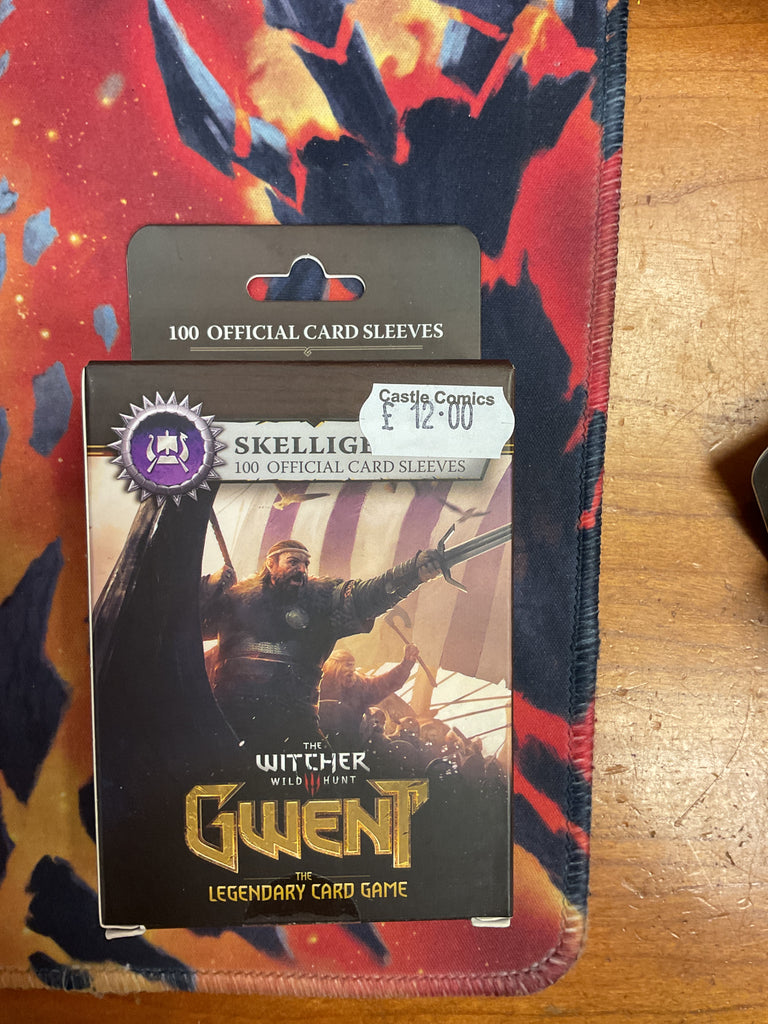 100 OFFICIAL CARD SLEEVES
Castle Comics
£ 12.00
SKELLIGE
100 OFFICIAL CARD SLEEVES
THE
WITCHER
WILD III HUNT
GWENT
THE
LEGENDARY CARD GAME